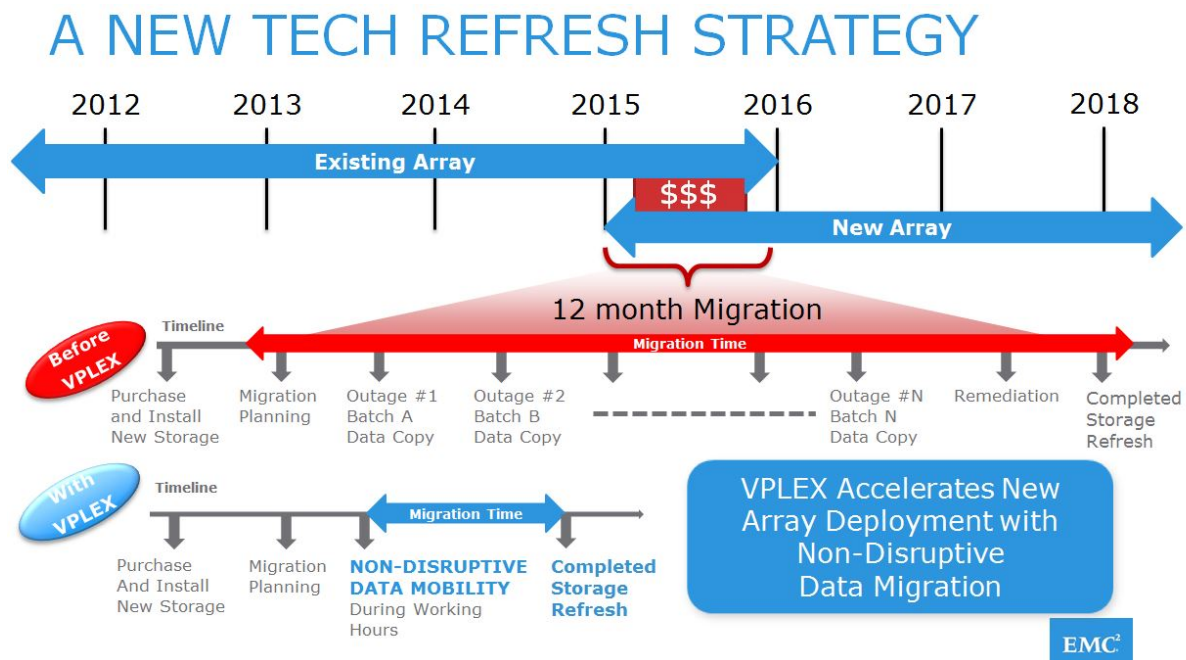 A NEW TECH REFRESH STRATEGY
2012 2013 2014 2015 2016 2017 2018
Existing Array
$$$
New Array
12 month Migration
Before
VPLEX
Timeline
Migration Time
Purchase
and Install
New Storage
Migration
Planning
Outage #1
Batch A
Data Copy
Outage #2
Batch B
Data Copy
Outage #N
Batch N
Data Copy
Remediation
Completed
Storage
Refresh
With
VPLEX
Timeline
Migration Time
Purchase
And Install
New Storage
Migration
Planning
NON-DISRUPTIVE
DATA MOBILITY
During Working
Hours
Completed
Storage
Refresh
VPLEX Accelerates New
Array Deployment with
Non-Disruptive
Data Migration
EMC²